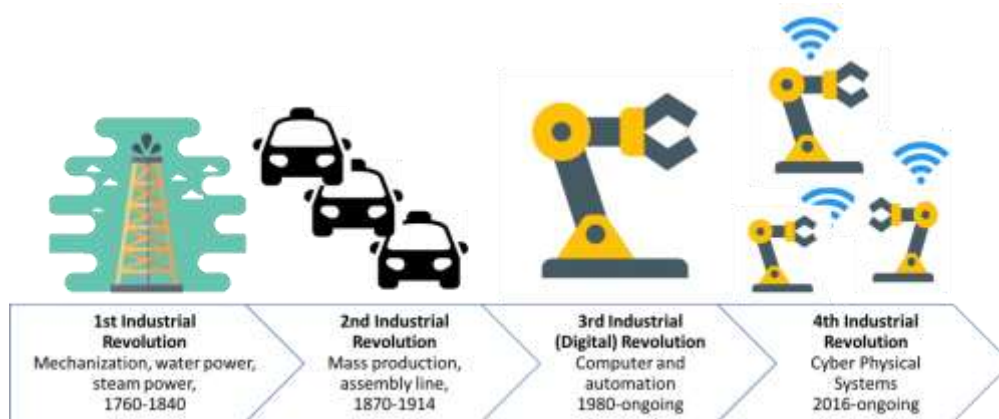 1st Industrial
Revolution
Mechanization, water power,
steam power,
1760-1840
2nd Industrial
Revolution
Mass production,
assembly line,
1870-1914
3rd Industrial
(Digital) Revolution
Computer and
automation
1980-ongoing
4th Industrial
Revolution
Cyber Physical
Systems
2016-ongoing